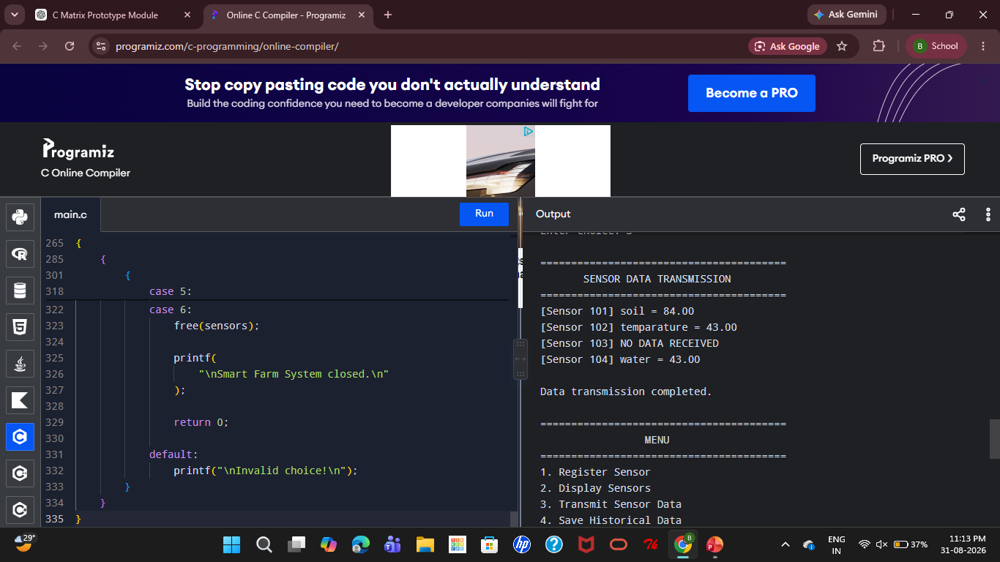 C Matrix Prototype Module
Online C Compiler - Programiz
Ask Gemini
programiz.com/c-programming/online-compiler/
Ask Google
B
School
Stop copy pasting code you don't actually understand
Build the coding confidence you need to become a developer companies will fight for
Become a PRO
Programiz
C Online Compiler
Programiz PRO
main.c
Run
Output
265 {
285 {
301 {
318 case 5:
322 case 6:
323 free(sensors);
324
325 printf(
326 "\nSmart Farm System closed.\n"
327 );
328
329 return 0;
330
331 default:
332 printf("\nInvalid choice!\n");
333 }
334 }
335 }
========================================
SENSOR DATA TRANSMISSION
========================================
[Sensor 101] soil = 84.00
[Sensor 102] temparature = 43.00
[Sensor 103] NO DATA RECEIVED
[Sensor 104] water = 43.00
Data transmission completed.
========================================
MENU
========================================
1. Register Sensor
2. Display Sensors
3. Transmit Sensor Data
4. Save Historical Data
29°
ENG
IN
37%
11:13 PM
31-08-2026